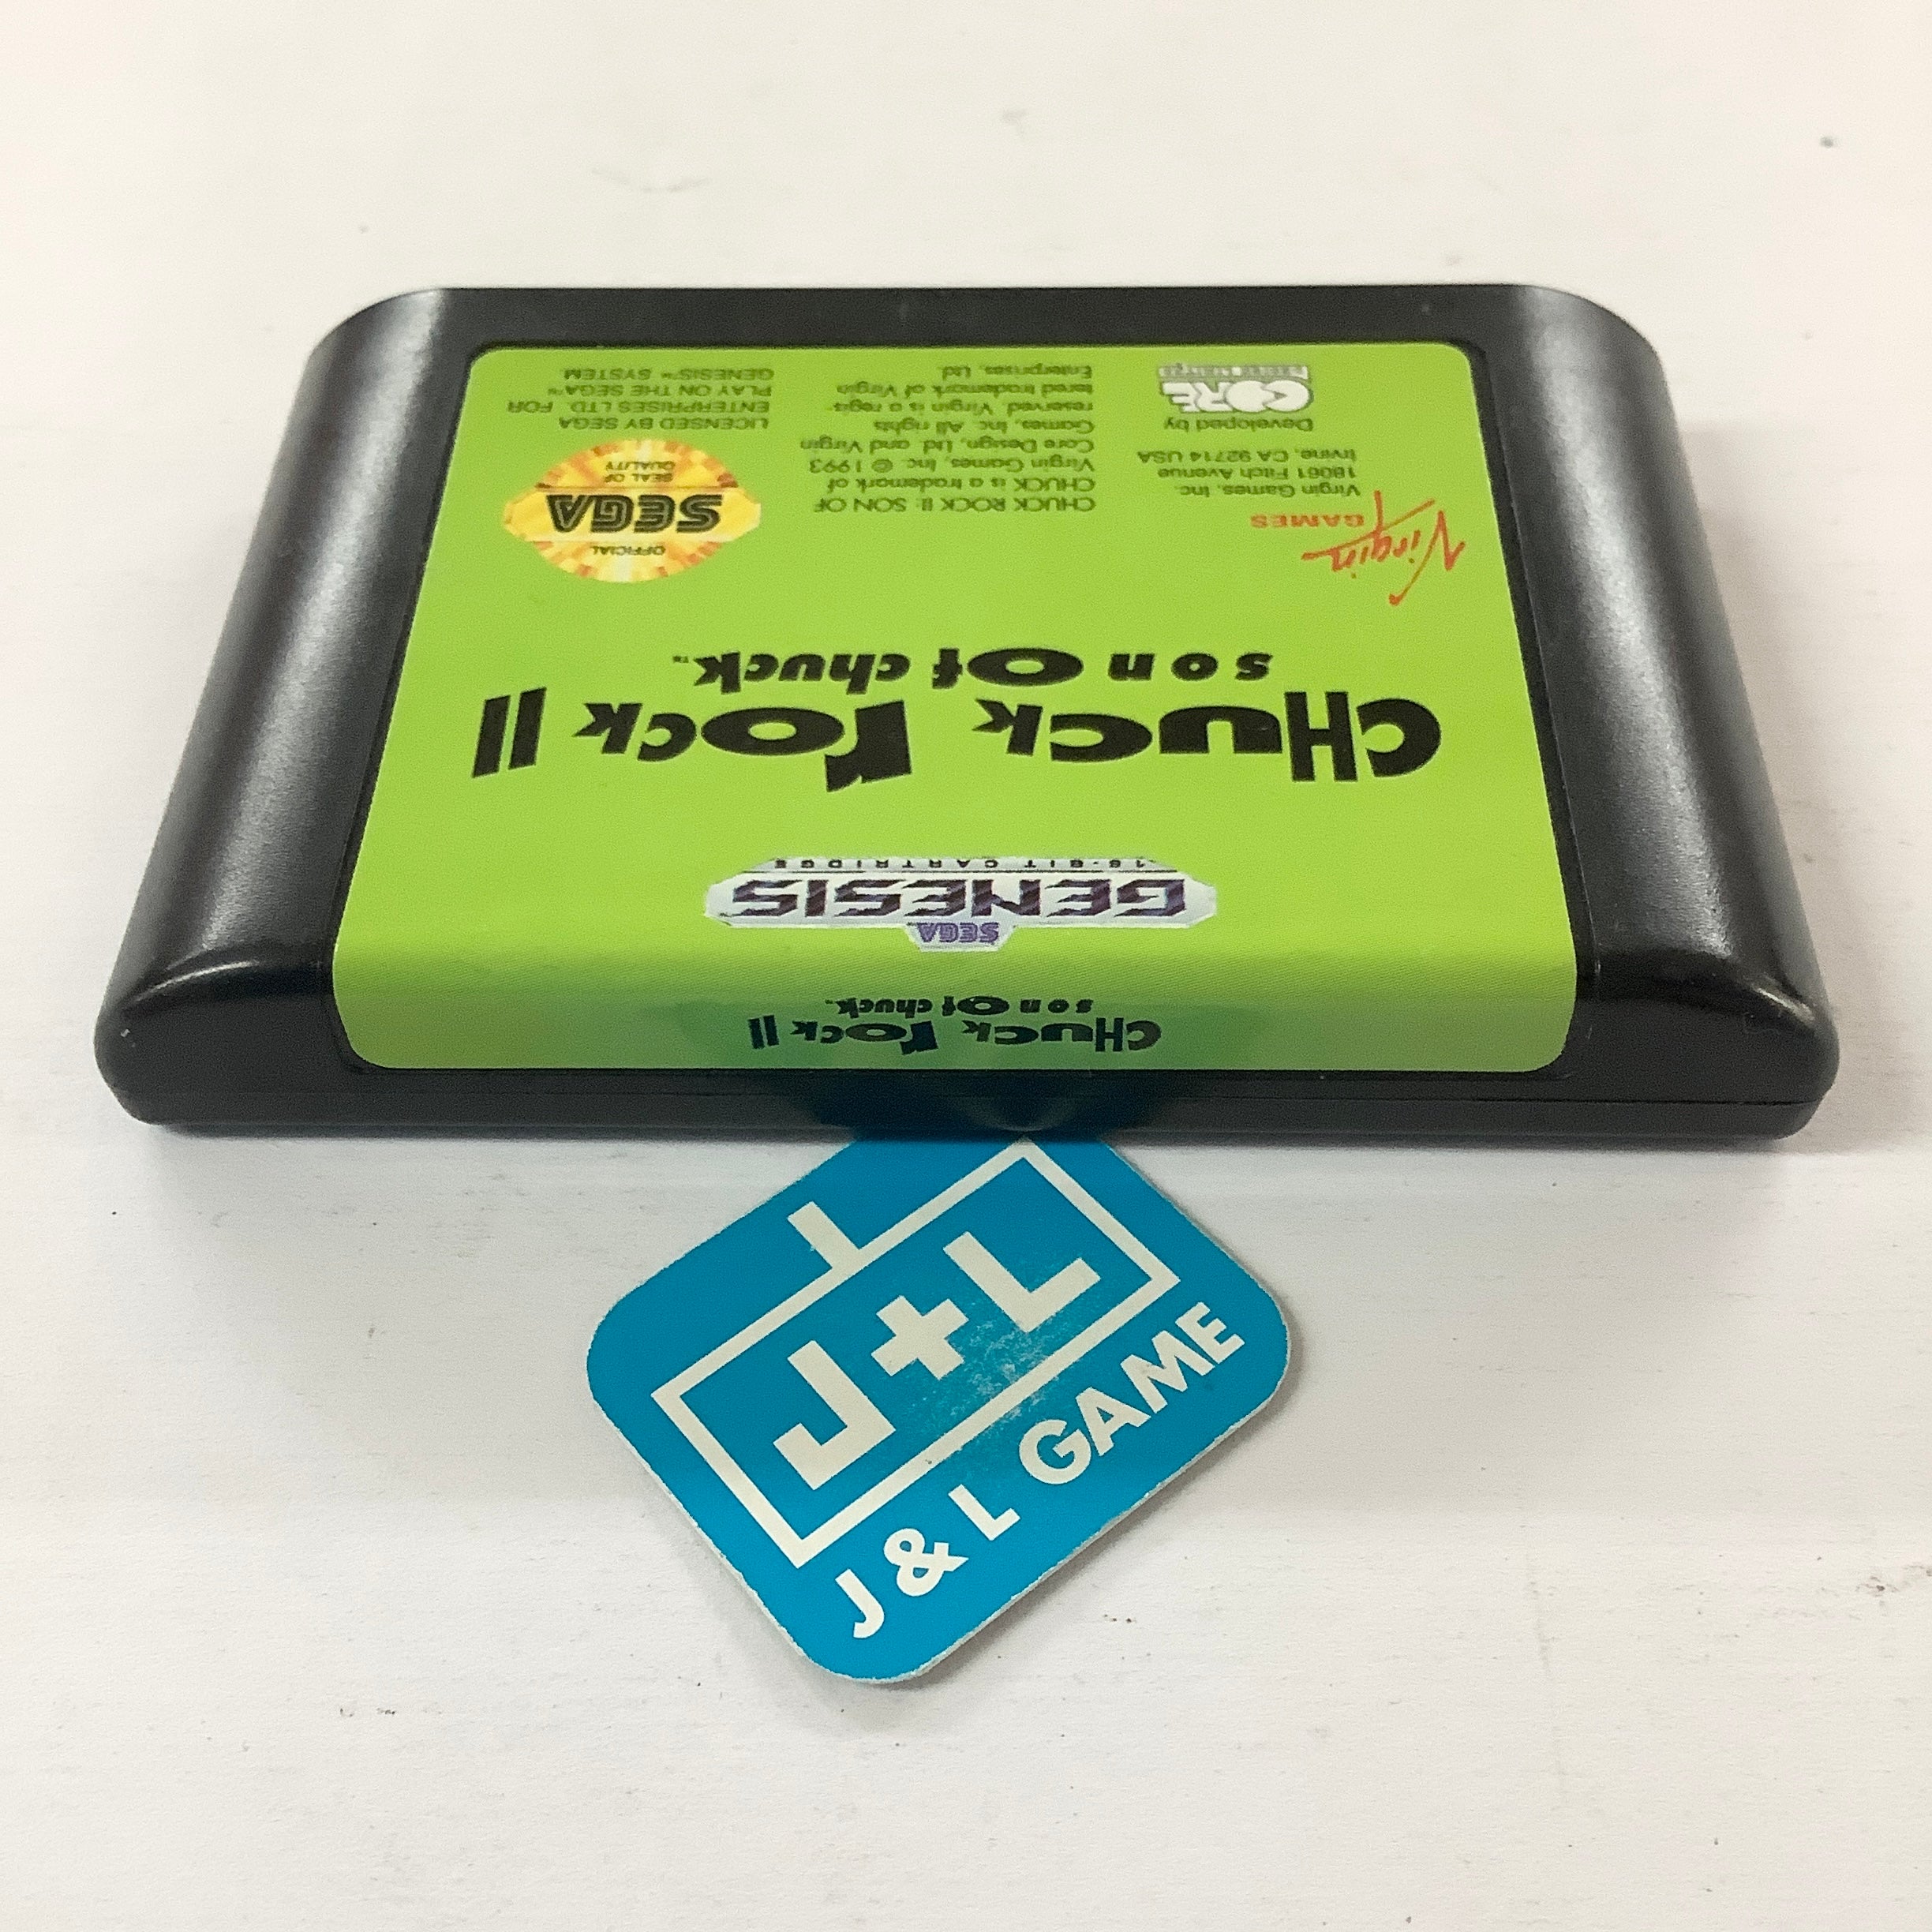 CHUCK ROCK II
son Of chuck™
SEGA
GENESIS
16-BIT CARTRIDGE
CHUCK ROCK II
son Of chuck™
Virgin
GAMES
Virgin Games, Inc.
18061 Fitch Avenue
Irvine, CA 92714 USA
Developed by
CORE
DESIGN LIMITED
CHUCK ROCK II: SON OF
CHUCK is a trademark of
Virgin Games, Inc. © 1993
Core Design, Ltd. and Virgin
Games, Inc. All rights
reserved. Virgin is a regis-
tered trademark of Virgin
Enterprises, Ltd.
OFFICIAL
SEGA
SEAL OF
QUALITY
LICENSED BY SEGA
ENTERPRISES LTD. FOR
PLAY ON THE SEGA™
GENESIS™ SYSTEM
J+L
J & L GAME